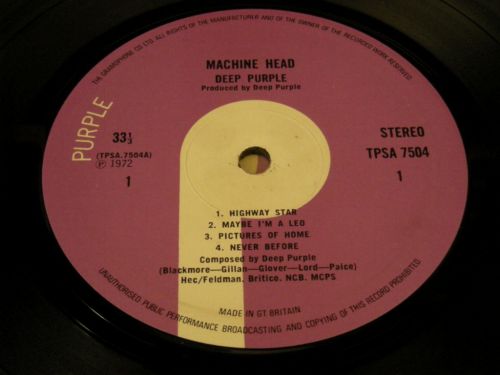 THE GRAMOPHONE CO LTD. ALL RIGHTS OF THE MANUFACTURER AND OF THE OWNER OF THE RECORDED WORK RESERVED
MACHINE HEAD
DEEP PURPLE
Produced by Deep Purple
PURPLE
33⅓
(TPSA.7504A)
Ⓟ 1972
1
STEREO
TPSA 7504
1
1. HIGHWAY STAR
2. MAYBE I'M A LEO
3. PICTURES OF HOME
4. NEVER BEFORE
Composed by Deep Purple
(Blackmore—Gillan—Glover—Lord—Paice)
Hec/Feldman. Britico. NCB. MCPS
MADE IN GT. BRITAIN
UNAUTHORISED PUBLIC PERFORMANCE BROADCASTING AND COPYING OF THIS RECORD PROHIBITED